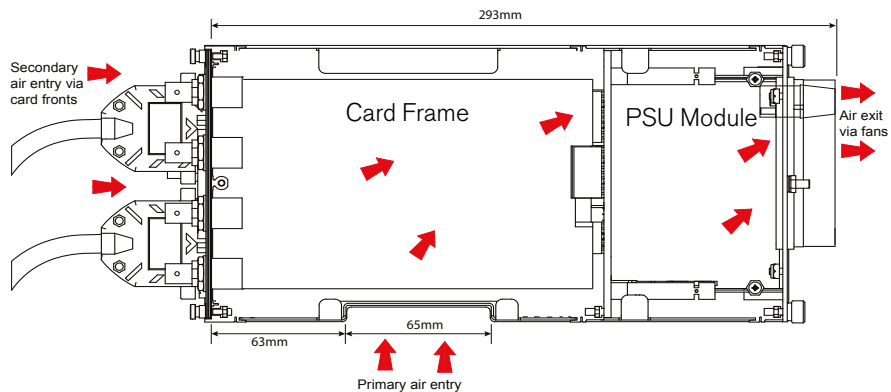 293mm
Secondary
air entry via
card fronts
Card Frame
PSU Module
Air exit
via fans
63mm
65mm
Primary air entry